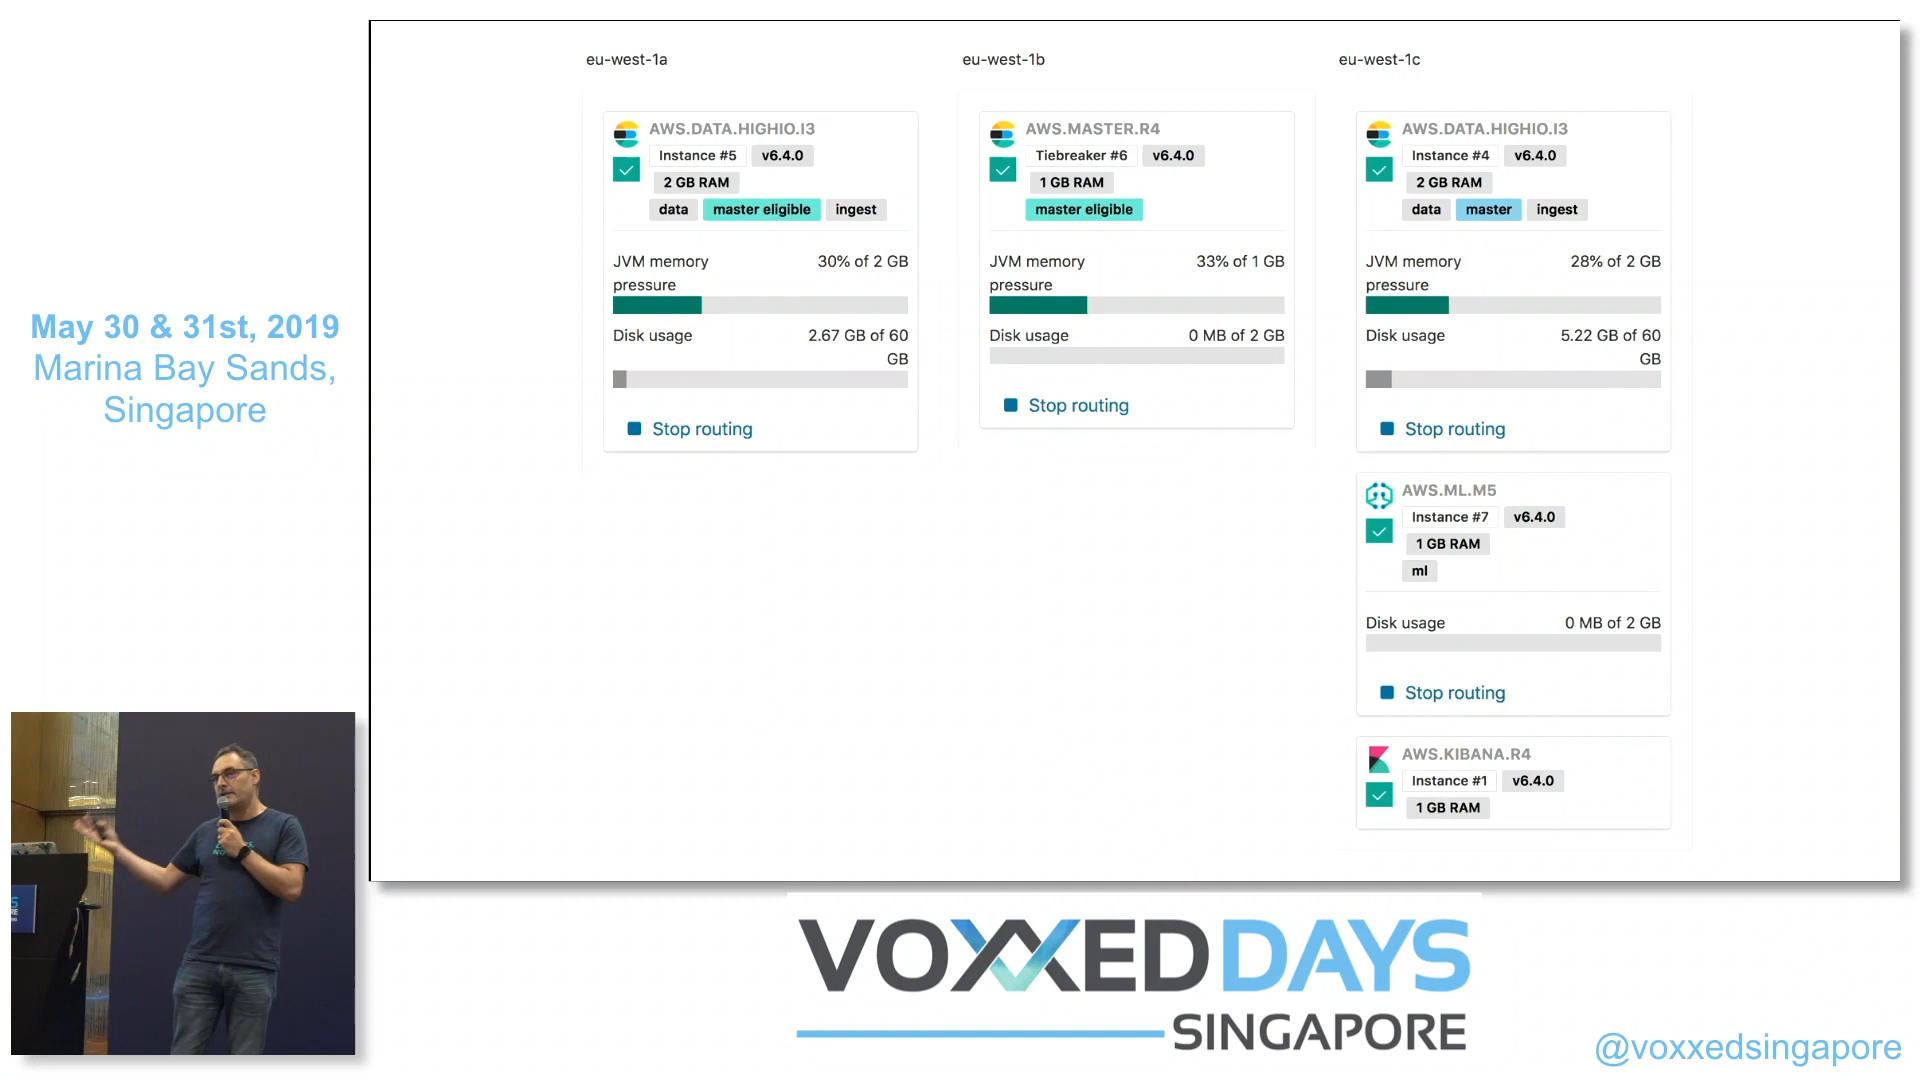 May 30 & 31st, 2019
Marina Bay Sands,
Singapore
eu-west-1a
AWS.DATA.HIGHIO.I3
Instance #5 v6.4.0
2 GB RAM
data master eligible ingest
JVM memory pressure 30% of 2 GB
Disk usage 2.67 GB of 60 GB
Stop routing
eu-west-1b
AWS.MASTER.R4
Tiebreaker #6 v6.4.0
1 GB RAM
master eligible
JVM memory pressure 33% of 1 GB
Disk usage 0 MB of 2 GB
Stop routing
eu-west-1c
AWS.DATA.HIGHIO.I3
Instance #4 v6.4.0
2 GB RAM
data master ingest
JVM memory pressure 28% of 2 GB
Disk usage 5.22 GB of 60 GB
Stop routing
AWS.ML.M5
Instance #7 v6.4.0
1 GB RAM
ml
Disk usage 0 MB of 2 GB
Stop routing
AWS.KIBANA.R4
Instance #1 v6.4.0
1 GB RAM
VOXXED DAYS
SINGAPORE
@voxxedsingapore